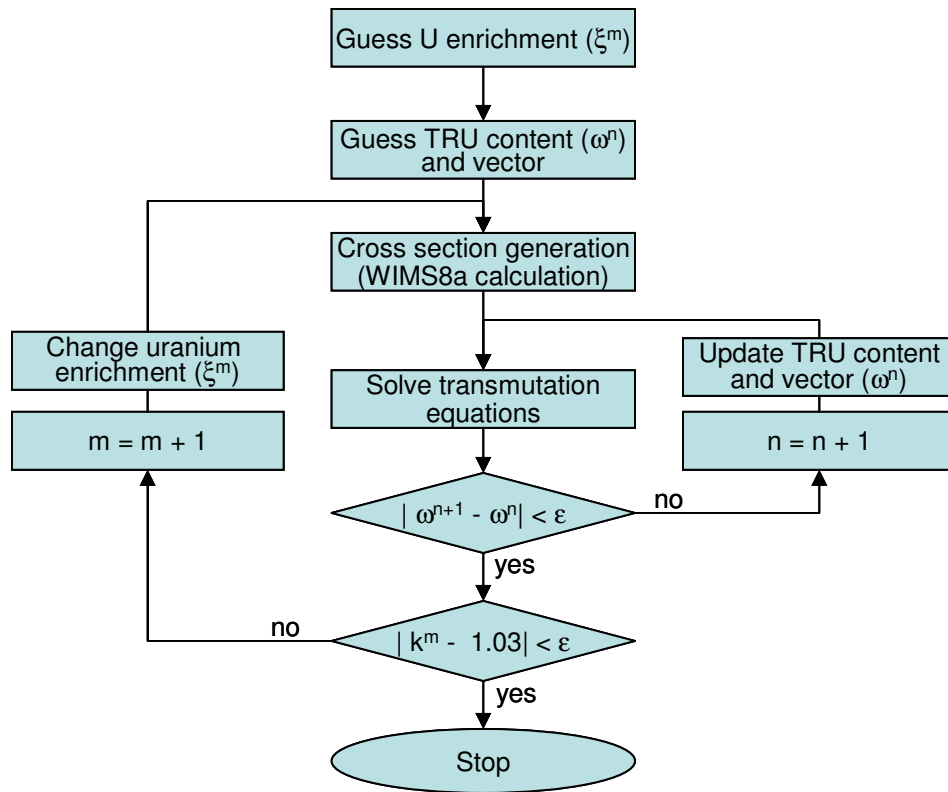 Guess U enrichment (ξᵐ)
Guess TRU content (ωⁿ)
and vector
Cross section generation
(WIMS8a calculation)
Change uranium
enrichment (ξᵐ)
Update TRU content
and vector (ωⁿ)
Solve transmutation
equations
m = m + 1
n = n + 1
| ωⁿ⁺¹ - ωⁿ| < ε
no
yes
| kᵐ - 1.03| < ε
no
yes
Stop